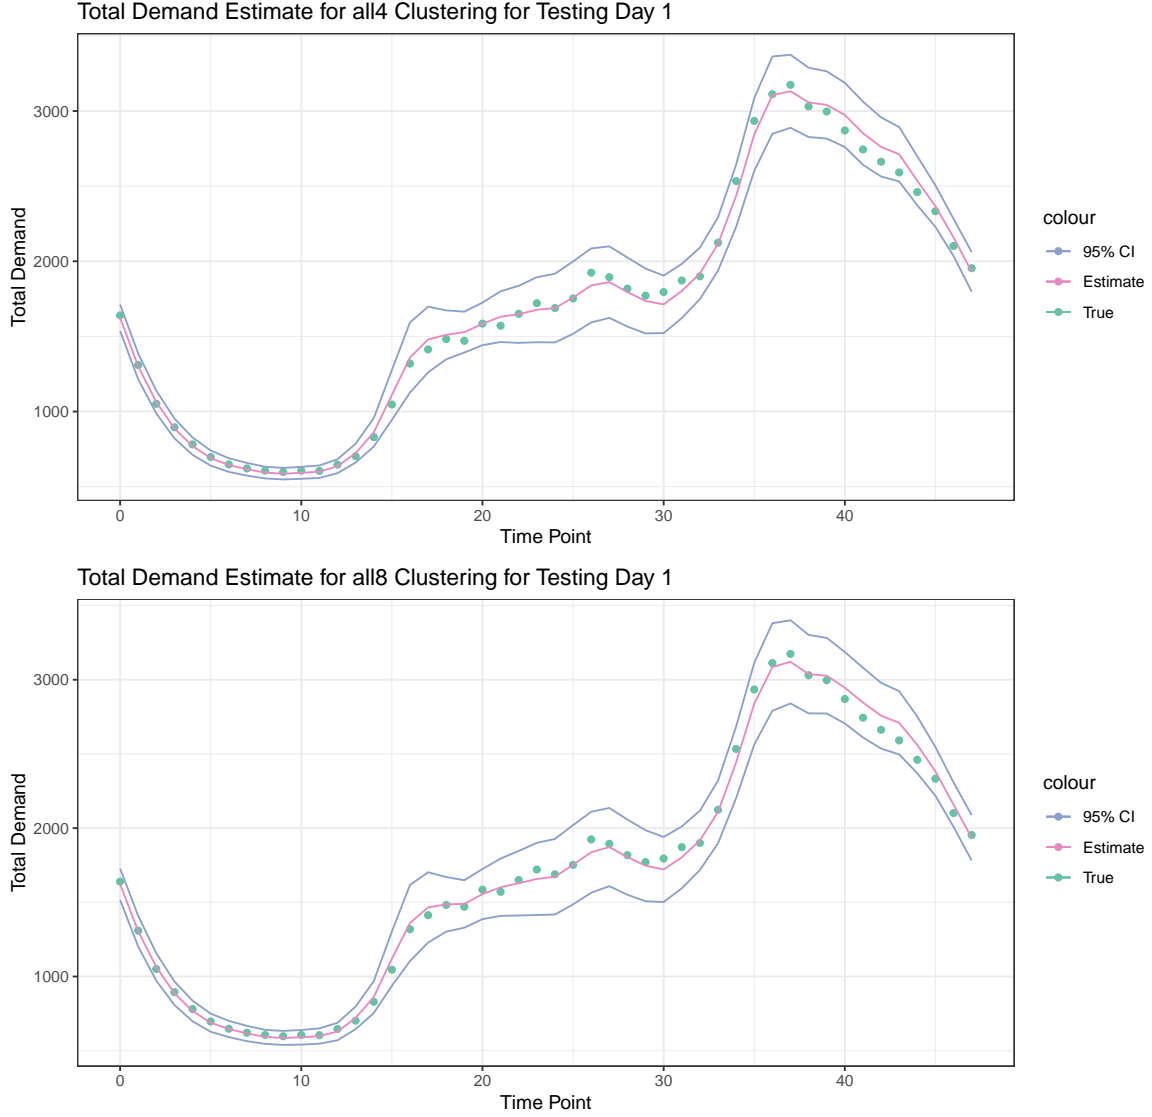 Total Demand Estimate for all4 Clustering for Testing Day 1
3000
2000
1000
Total Demand
0
10
20
30
40
Time Point
colour
95% CI
Estimate
True
Total Demand Estimate for all8 Clustering for Testing Day 1
3000
2000
1000
Total Demand
0
10
20
30
40
Time Point
colour
95% CI
Estimate
True